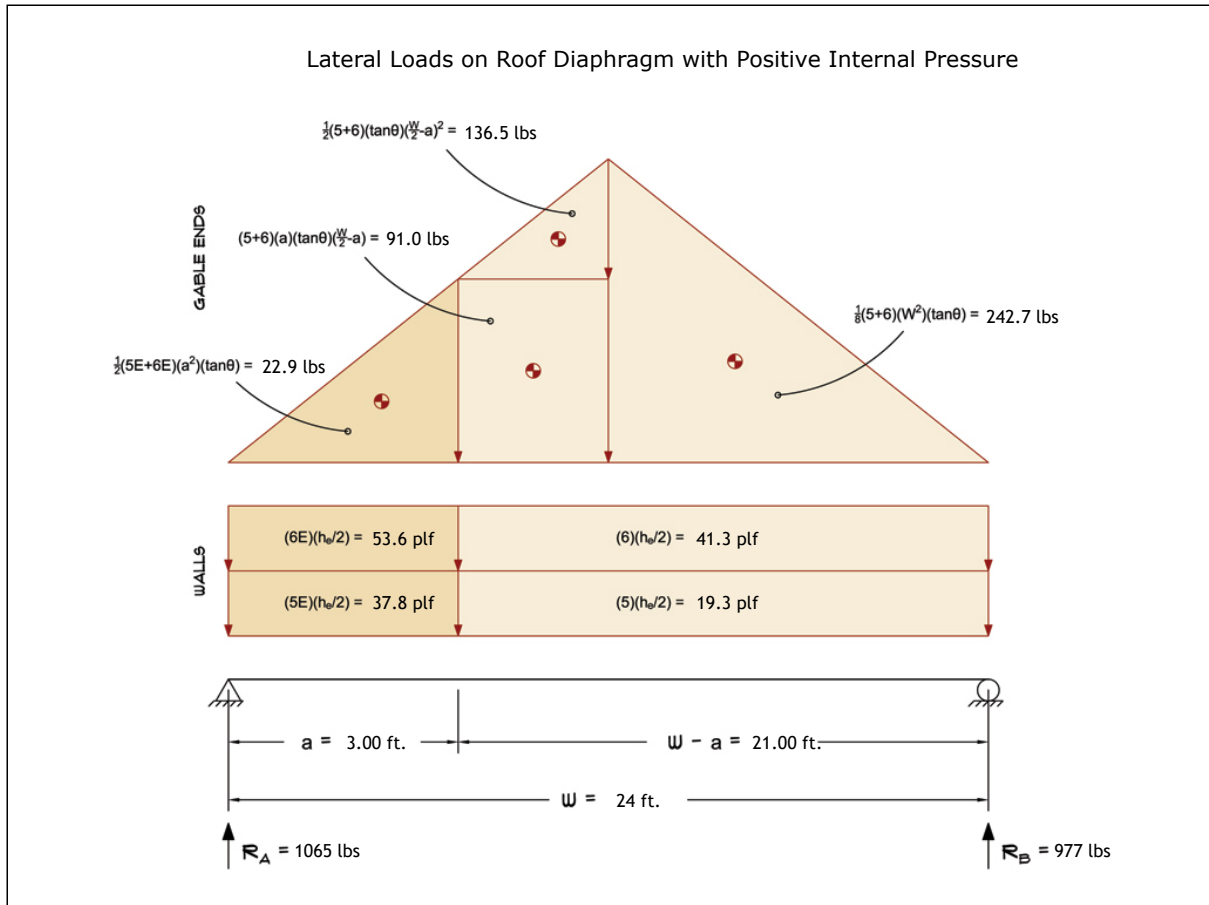 Lateral Loads on Roof Diaphragm with Positive Internal Pressure
½(5+6)(tanθ)(W/2-a)² = 136.5 lbs
GABLE ENDS
(5+6)(a)(tanθ)(W/2-a) = 91.0 lbs
⅛(5+6)(W²)(tanθ) = 242.7 lbs
½(5E+6E)(a²)(tanθ) = 22.9 lbs
WALLS
(6E)(hₑ/2) = 53.6 plf
(6)(hₑ/2) = 41.3 plf
(5E)(hₑ/2) = 37.8 plf
(5)(hₑ/2) = 19.3 plf
a = 3.00 ft.
W - a = 21.00 ft.
W = 24 ft.
R_A = 1065 lbs
R_B = 977 lbs